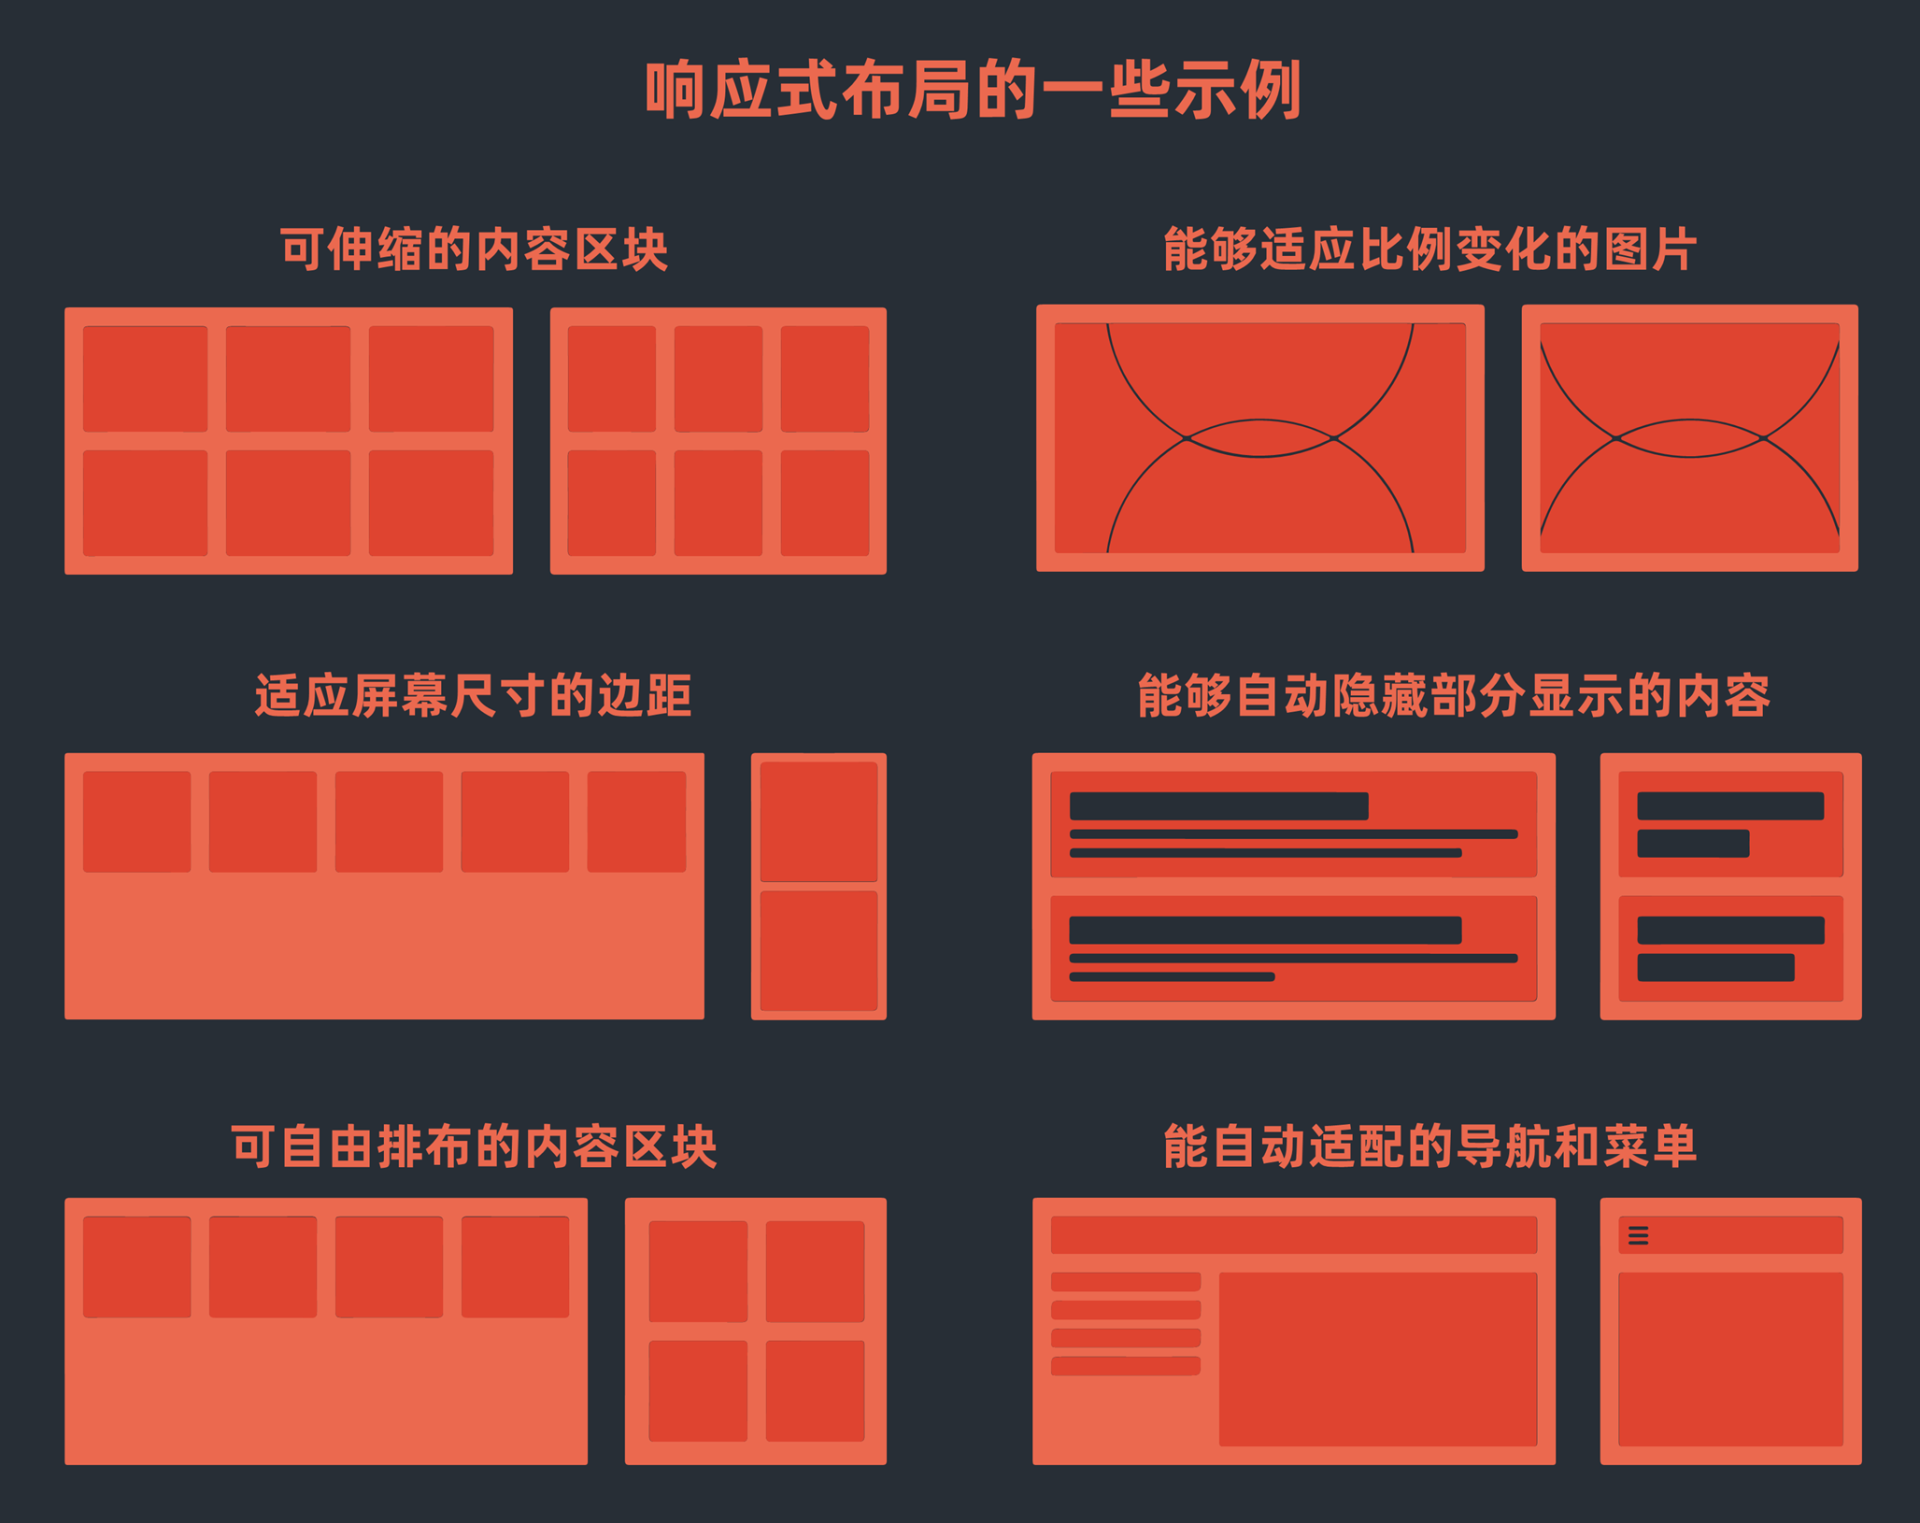 响应式布局的一些示例
可伸缩的内容区块
能够适应比例变化的图片
适应屏幕尺寸的边距
能够自动隐藏部分显示的内容
可自由排布的内容区块
能自动适配的导航和菜单